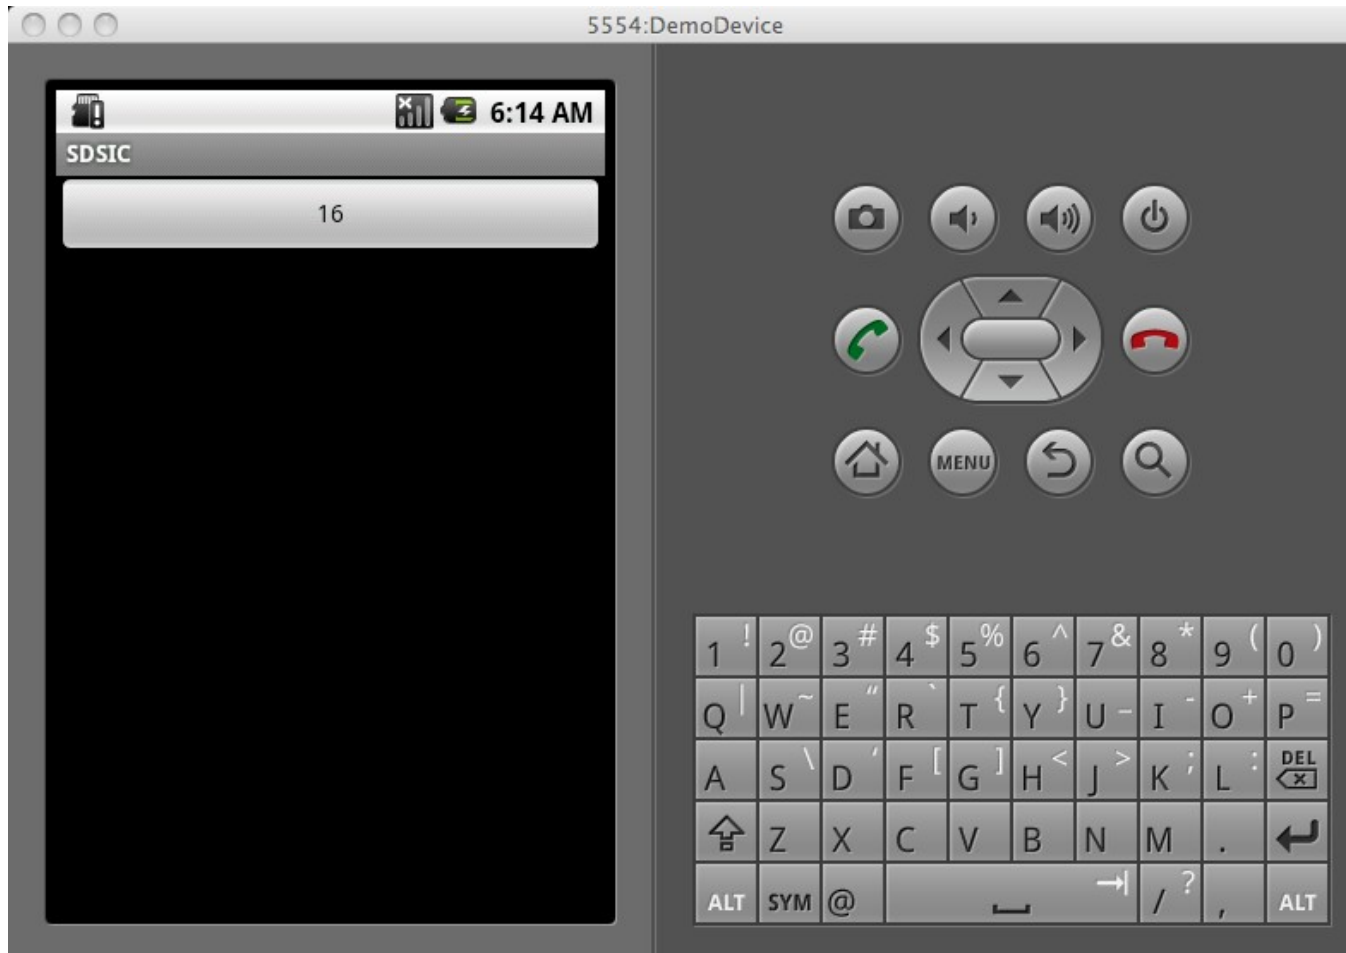 5554:DemoDevice
6:14 AM
SDSIC
16
MENU
1 ! 2 @ 3 # 4 $ 5 % 6 ^ 7 & 8 * 9 ( 0 )
Q | W ~ E " R ` T { Y } U _ I - O + P =
A S \ D ' F [ G ] H < J > K ; L : DEL
Z X C V B N M .
ALT SYM @ / ? , ALT